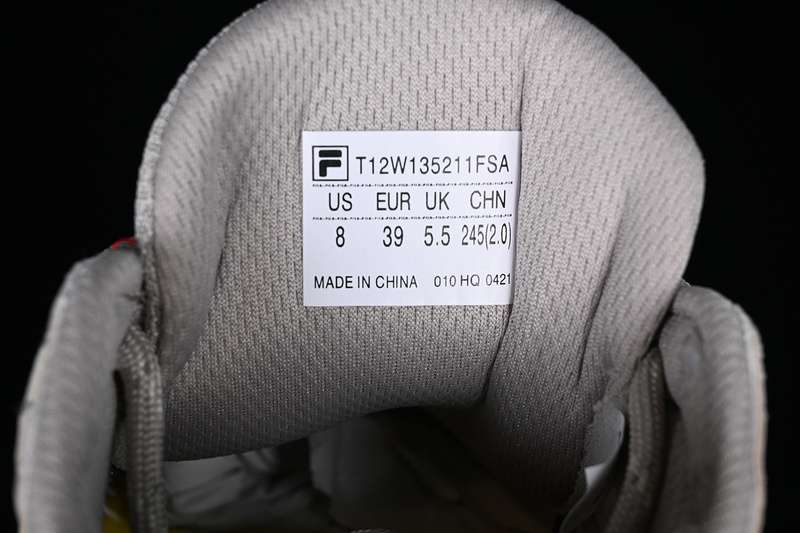 F T12W135211FSA
US EUR UK CHN
8 39 5.5 245(2.0)
MADE IN CHINA 010 HQ 0421